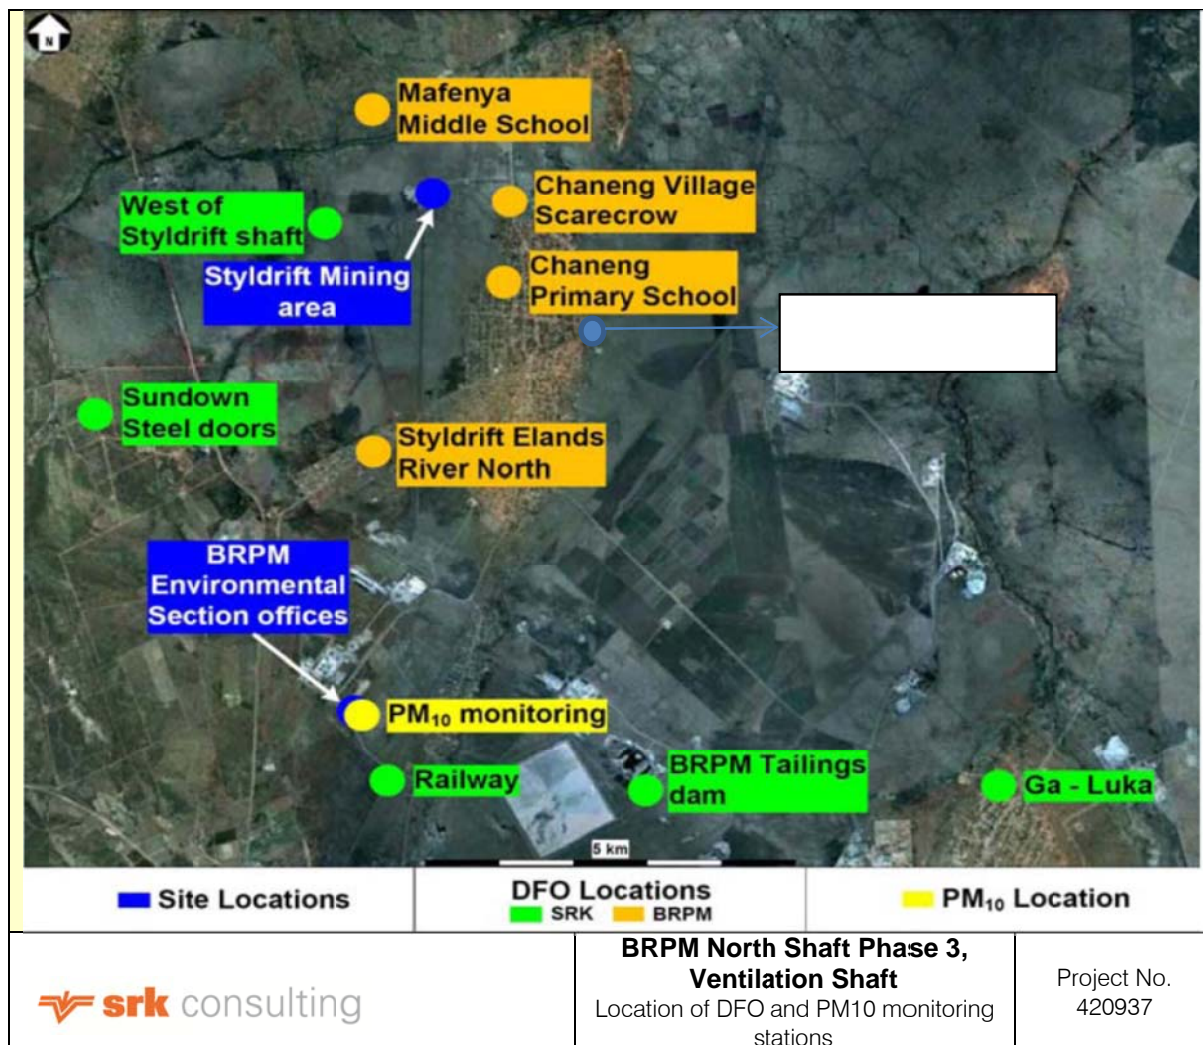 N
Mafenya
Middle School
Chaneng Village
Scarecrow
West of
Styldrift shaft
Styldrift Mining
area
Chaneng
Primary School
Sundown
Steel doors
Styldrift Elands
River North
BRPM
Environmental
Section offices
PM₁₀ monitoring
Railway
BRPM Tailings
dam
Ga - Luka
5 km
Site Locations
DFO Locations
SRK BRPM
PM₁₀ Location
srk consulting
BRPM North Shaft Phase 3,
Ventilation Shaft
Location of DFO and PM10 monitoring
stations
Project No.
420937